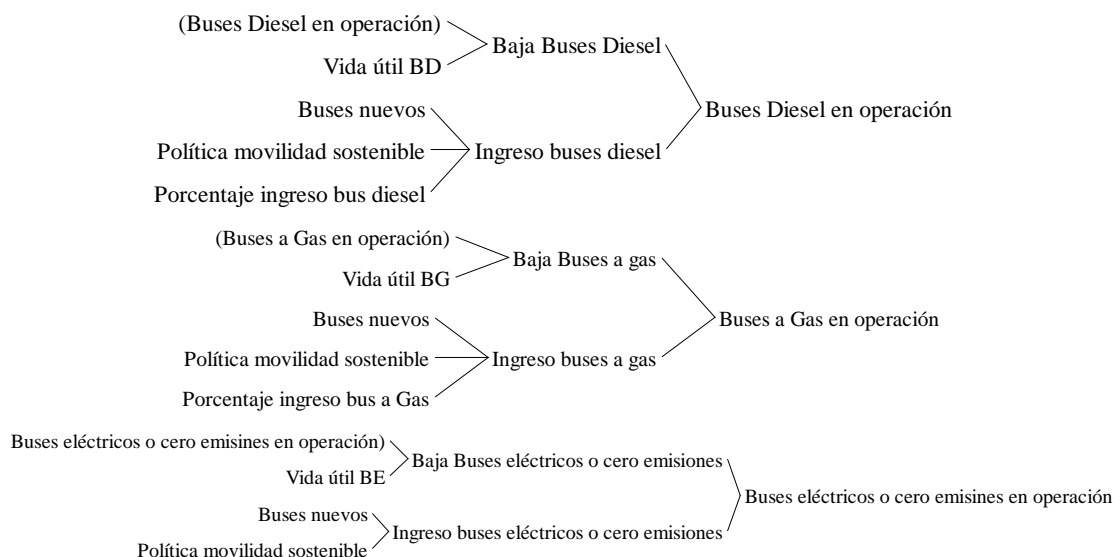 (Buses Diesel en operación)
Vida útil BD
Baja Buses Diesel
Buses nuevos
Política movilidad sostenible
Porcentaje ingreso bus diesel
Ingreso buses diesel
Buses Diesel en operación
(Buses a Gas en operación)
Vida útil BG
Baja Buses a gas
Buses nuevos
Política movilidad sostenible
Porcentaje ingreso bus a Gas
Ingreso buses a gas
Buses a Gas en operación
Buses eléctricos o cero emisines en operación)
Vida útil BE
Baja Buses eléctricos o cero emisiones
Buses nuevos
Política movilidad sostenible
Ingreso buses eléctricos o cero emisiones
Buses eléctricos o cero emisines en operación